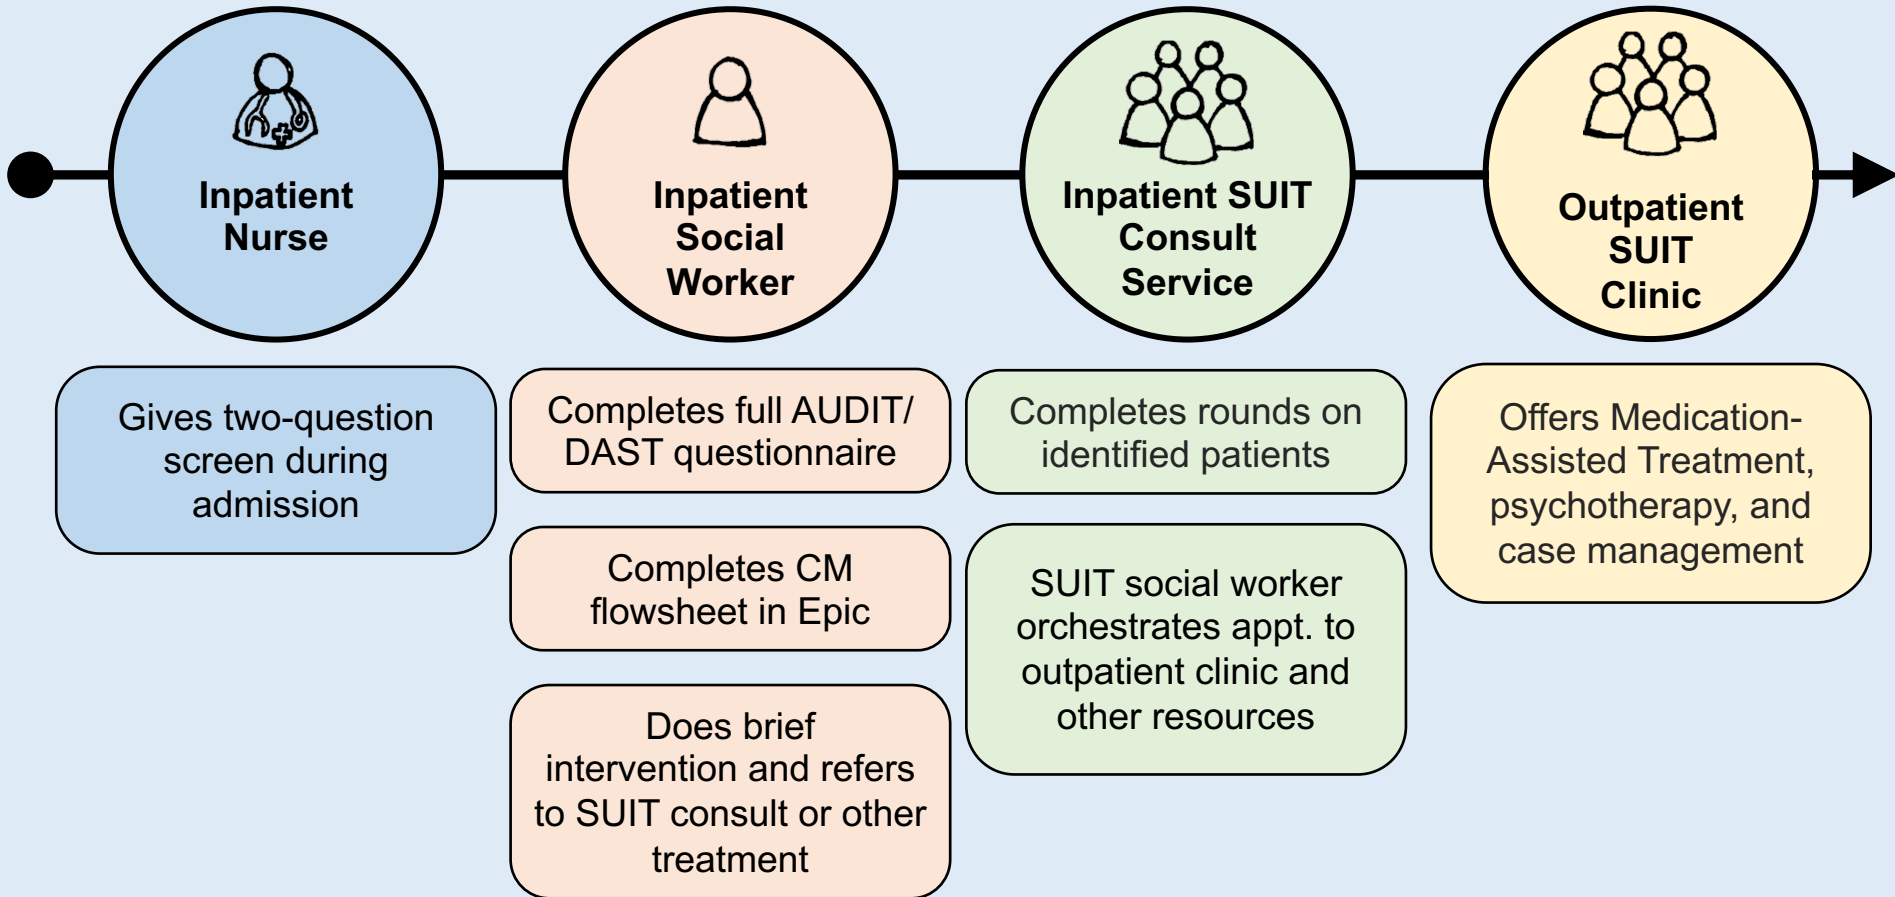 Inpatient
Nurse
Gives two-question
screen during
admission
Inpatient
Social
Worker
Completes full AUDIT/
DAST questionnaire
Completes CM
flowsheet in Epic
Does brief
intervention and refers
to SUIT consult or other
treatment
Inpatient SUIT
Consult
Service
Completes rounds on
identified patients
SUIT social worker
orchestrates appt. to
outpatient clinic and
other resources
Outpatient
SUIT
Clinic
Offers Medication-
Assisted Treatment,
psychotherapy, and
case management